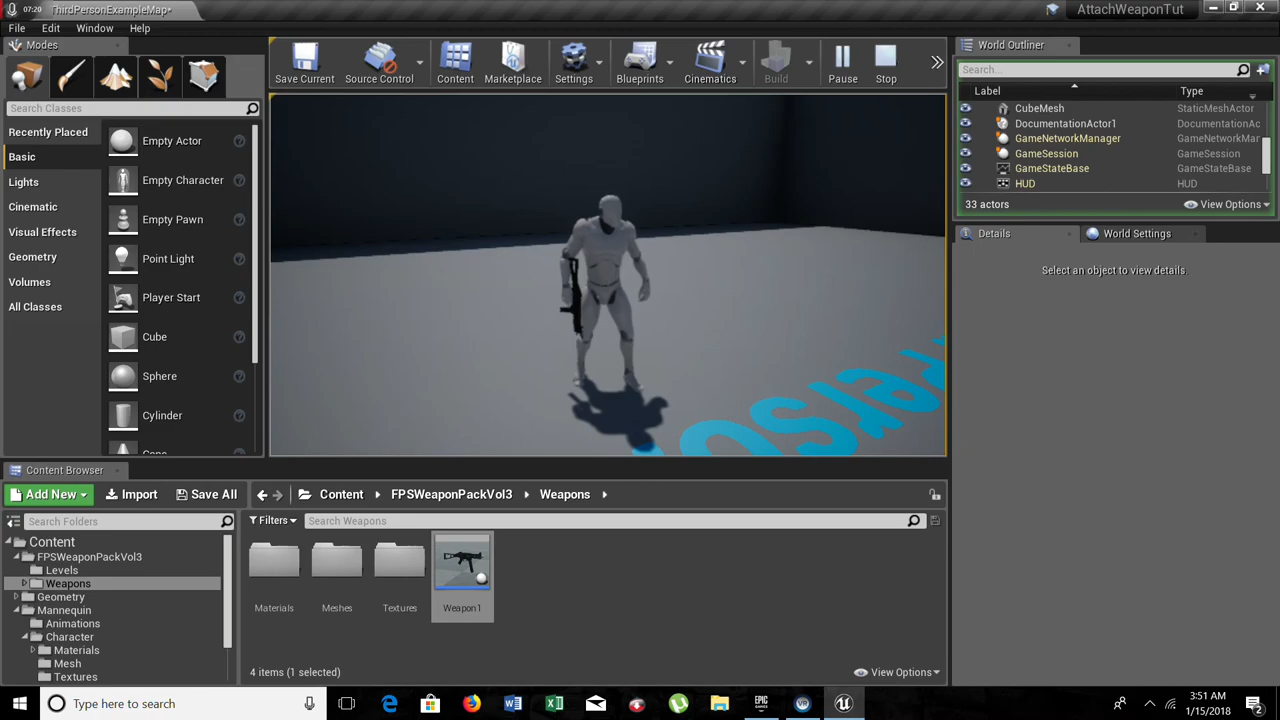 07:20
ThirdPersonExampleMap*
AttachWeaponTut
File Edit Window Help
Modes
Search Classes
Recently Placed
Basic
Lights
Cinematic
Visual Effects
Geometry
Volumes
All Classes
Empty Actor
Empty Character
Empty Pawn
Point Light
Player Start
Cube
Sphere
Cylinder
Save Current
Source Control
Content
Marketplace
Settings
Blueprints
Cinematics
Build
Pause
Stop
World Outliner
Search...
Label Type
CubeMesh StaticMeshActor
DocumentationActor1 DocumentationAc
GameNetworkManager GameNetworkMar
GameSession GameSession
GameStateBase GameStateBase
HUD HUD
33 actors View Options
Details World Settings
Select an object to view details.
Content Browser
Add New Import Save All
Content FPSWeaponPackVol3 Weapons
Search Folders
Filters Search Weapons
Content
FPSWeaponPackVol3
Levels
Weapons
Geometry
Mannequin
Animations
Character
Materials
Mesh
Textures
Materials
Meshes
Textures
Weapon1
4 items (1 selected) View Options
Type here to search
EPIC GAMES
VR
3:51 AM
1/15/2018
2